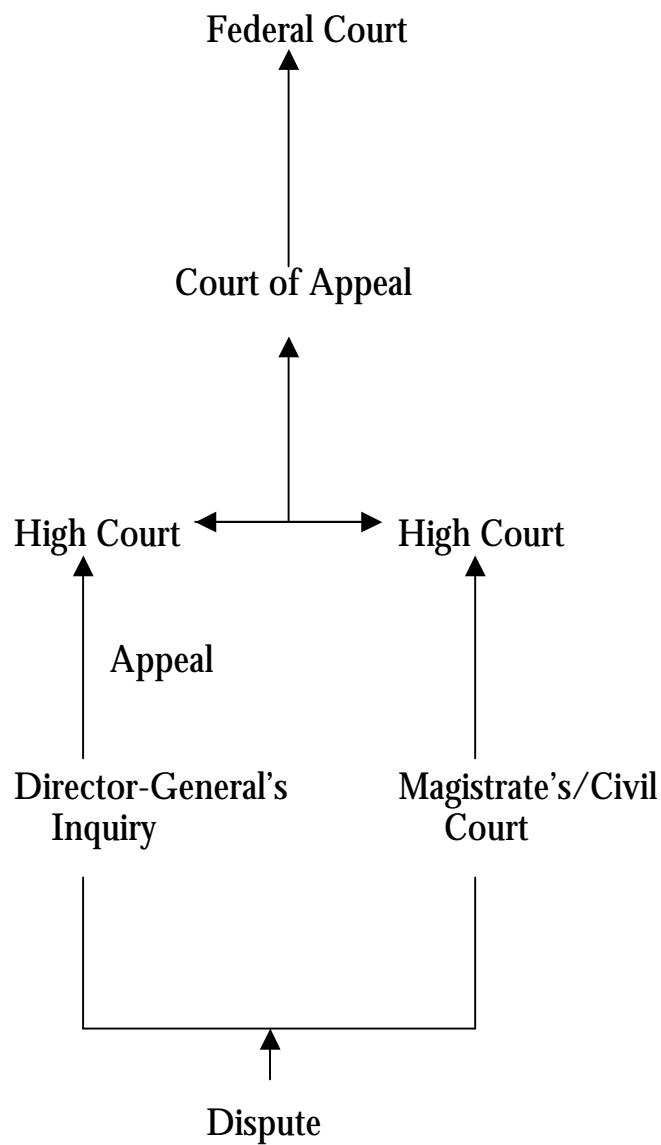 Federal Court
Court of Appeal
High Court
High Court
Appeal
Director-General's
Inquiry
Magistrate's/Civil
Court
Dispute